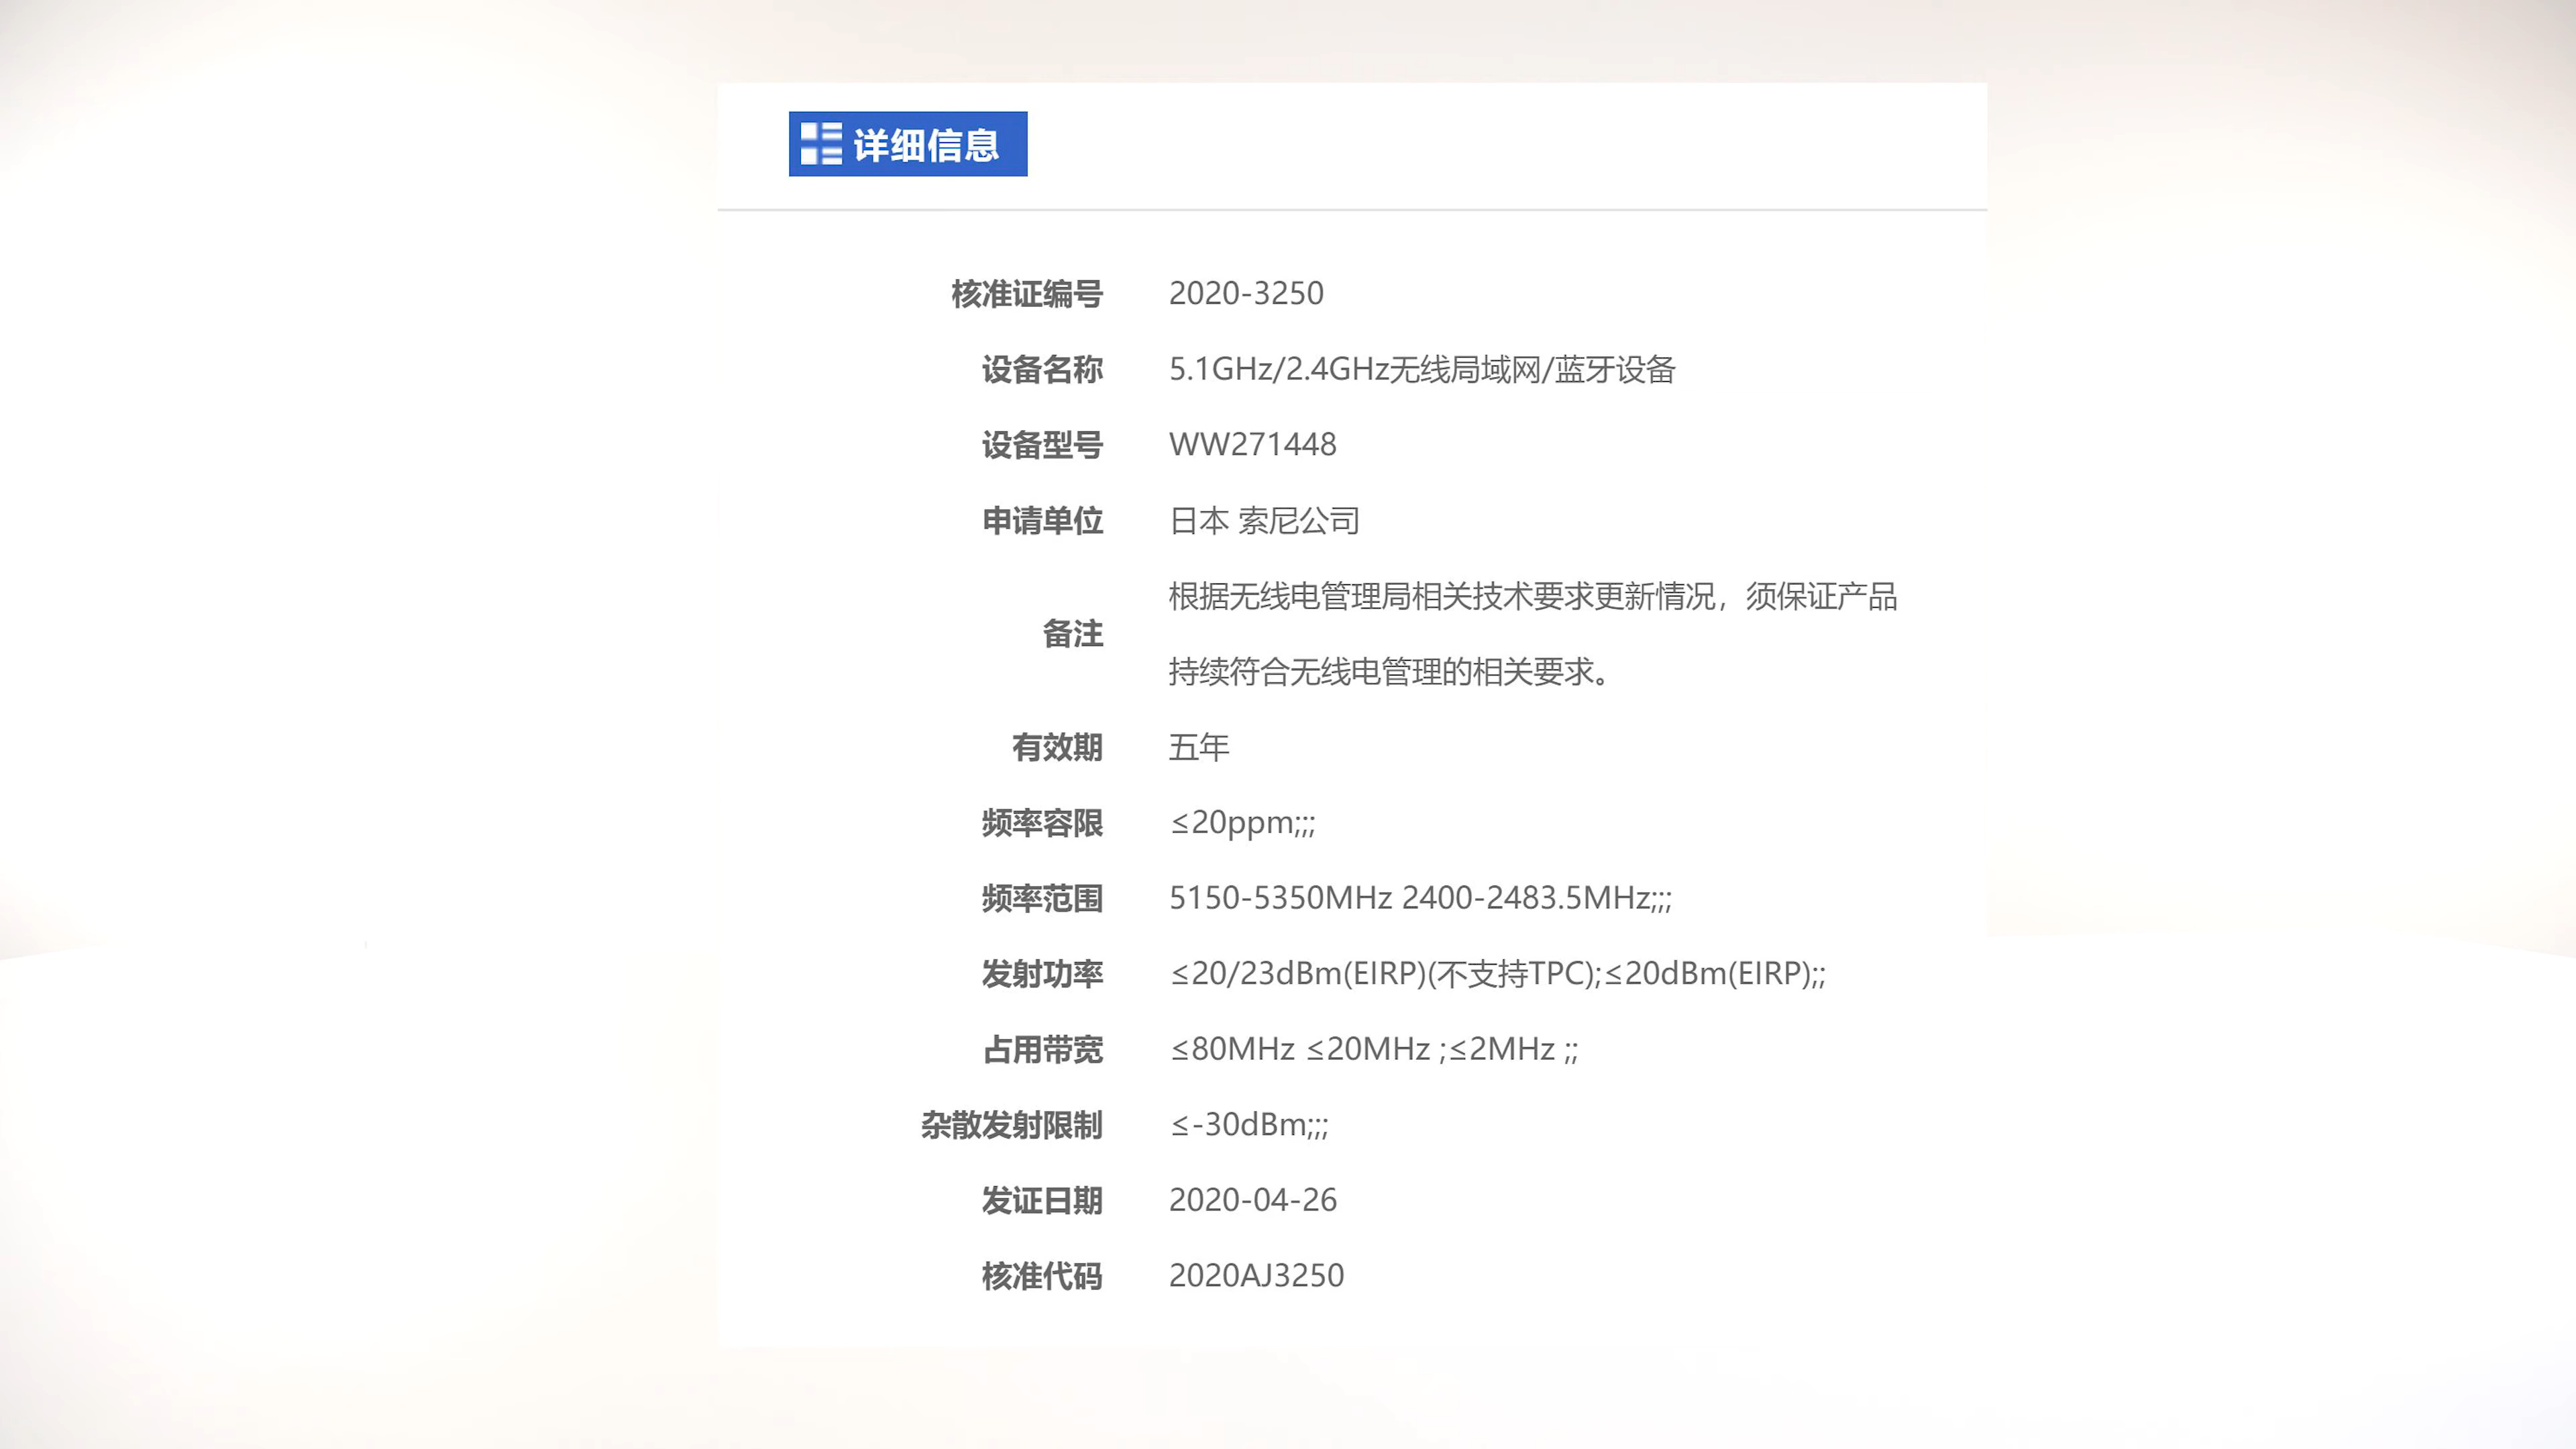 详细信息
核准证编号 2020-3250
设备名称 5.1GHz/2.4GHz无线局域网/蓝牙设备
设备型号 WW271448
申请单位 日本 索尼公司
备注 根据无线电管理局相关技术要求更新情况，须保证产品
持续符合无线电管理的相关要求。
有效期 五年
频率容限 ≤20ppm;;;
频率范围 5150-5350MHz 2400-2483.5MHz;;;
发射功率 ≤20/23dBm(EIRP)(不支持TPC);≤20dBm(EIRP);;
占用带宽 ≤80MHz ≤20MHz ;≤2MHz ;;
杂散发射限制 ≤-30dBm;;;
发证日期 2020-04-26
核准代码 2020AJ3250